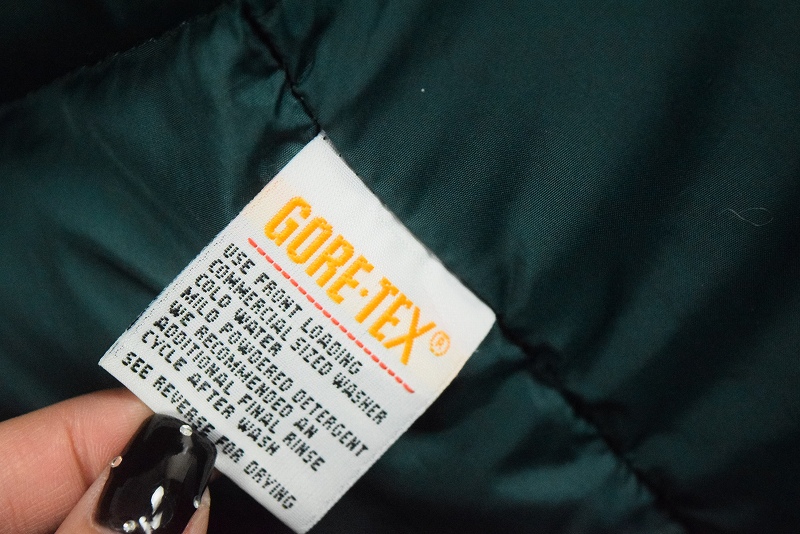 GORE-TEX®
USE FRONT LOADING
COMMERCIAL SIZED WASHER
COLD WATER
MILD POWDERED DETERGENT
WE RECOMMENDED AN
ADDITIONAL FINAL RINSE
CYCLE AFTER WASH
SEE REVERSE FOR DRYING